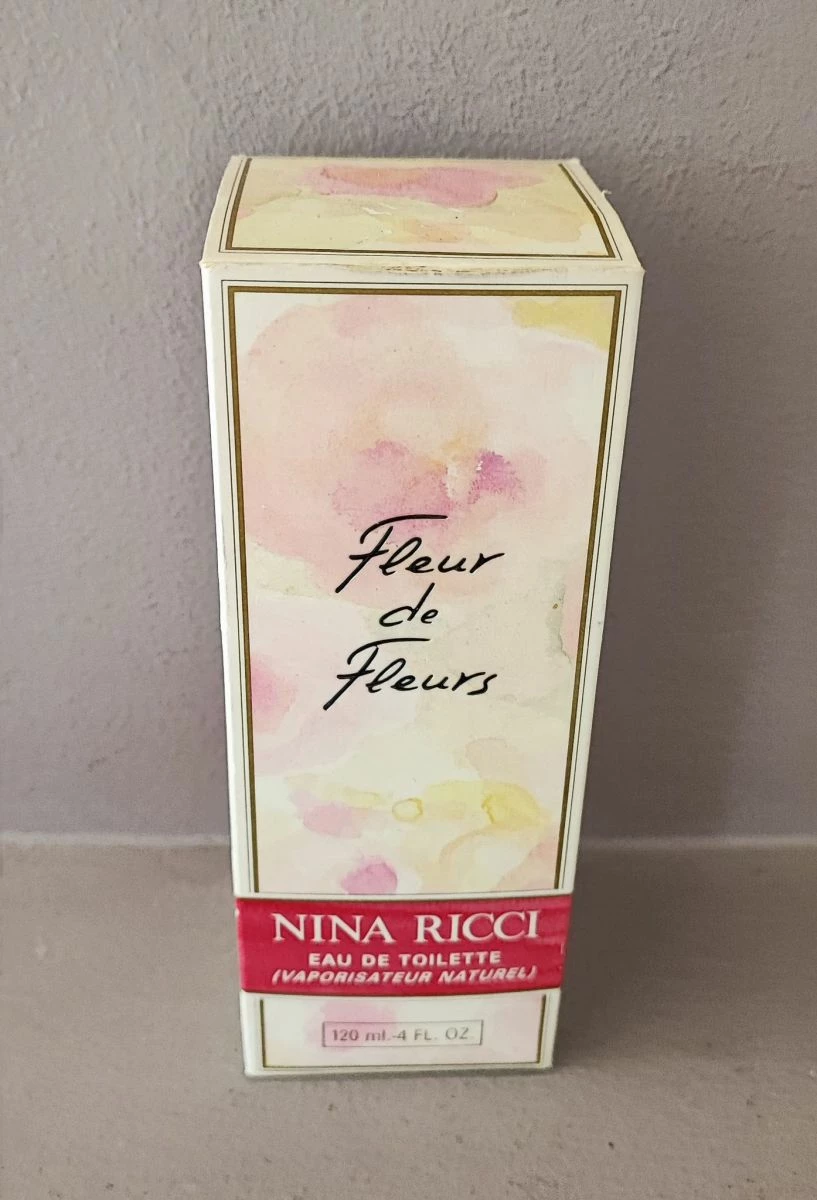 Fleur
de
Fleurs
NINA RICCI
EAU DE TOILETTE
(VAPORISATEUR NATUREL)
120 ml.-4 FL. OZ.